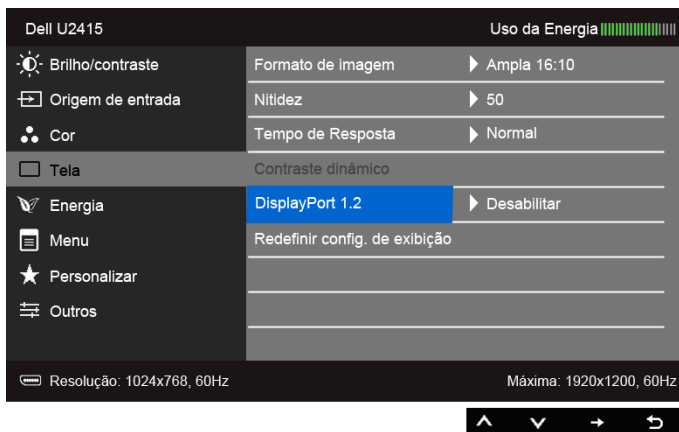 Dell U2415 Uso da Energia
Brilho/contraste Formato de imagem Ampla 16:10
Origem de entrada Nitidez 50
Cor Tempo de Resposta Normal
Tela Contraste dinâmico
Energia DisplayPort 1.2 Desabilitar
Menu Redefinir config. de exibição
Personalizar
Outros
Resolução: 1024x768, 60Hz Máxima: 1920x1200, 60Hz